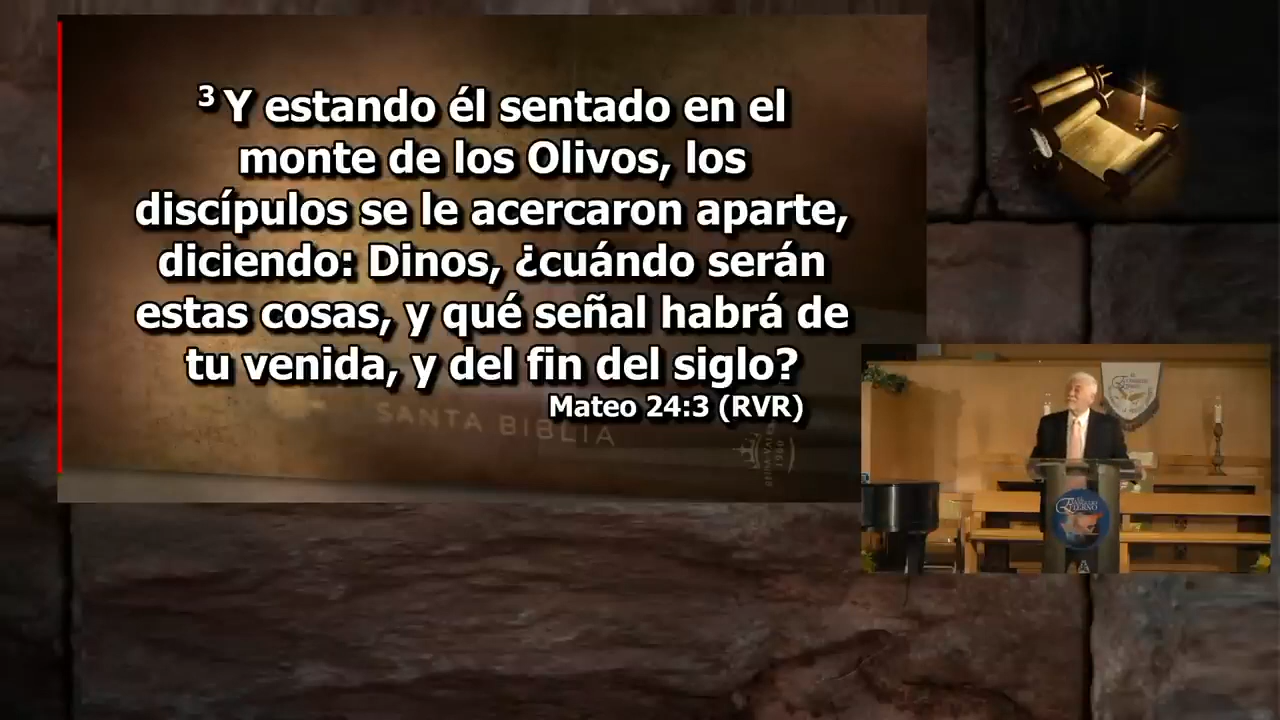 3 Y estando él sentado en el
monte de los Olivos, los
discípulos se le acercaron aparte,
diciendo: Dinos, ¿cuándo serán
estas cosas, y qué señal habrá de
tu venida, y del fin del siglo?
Mateo 24:3 (RVR)
SANTA BIBLIA
1960
ETERNO